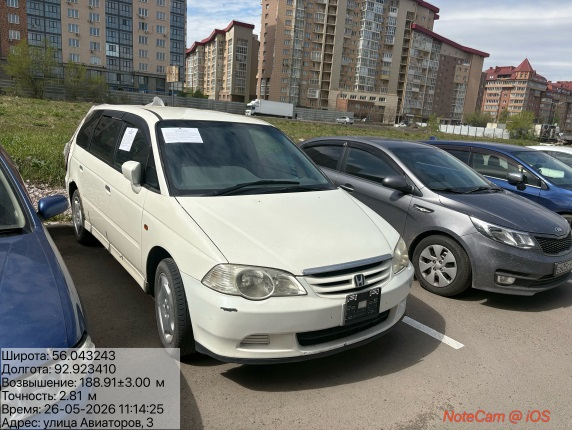 Широта: 56.043243
Долгота: 92.923410
Возвышение: 188.91±3.00 м
Точность: 2.81 м
Время: 26-05-2026 11:14:25
Адрес: улица Авиаторов, 3
NoteCam @ iOS